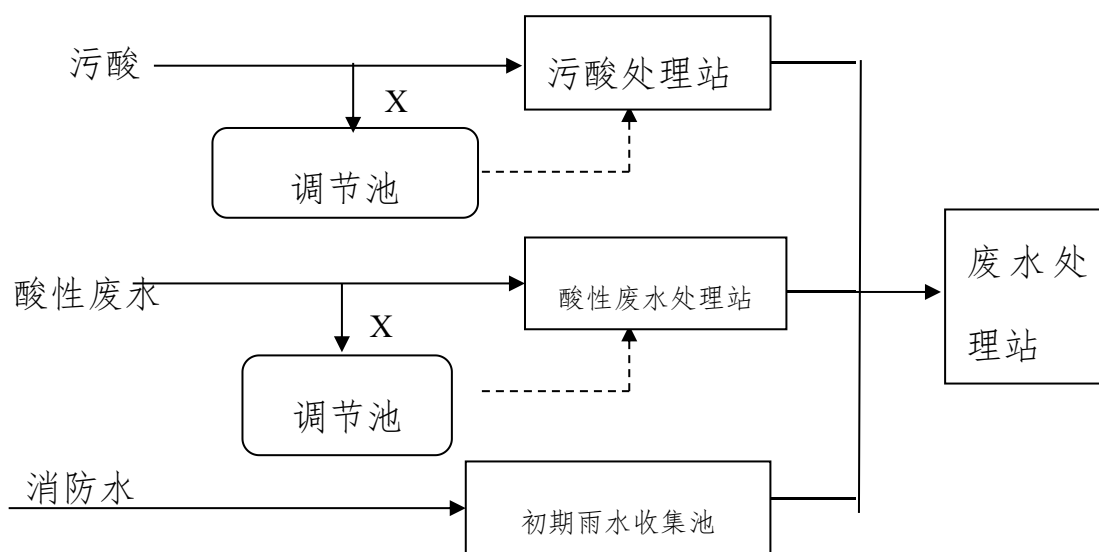 污酸
污酸处理站
X
调节池
酸性废水
酸性废水处理站
X
调节池
废水处
理站
消防水
初期雨水收集池